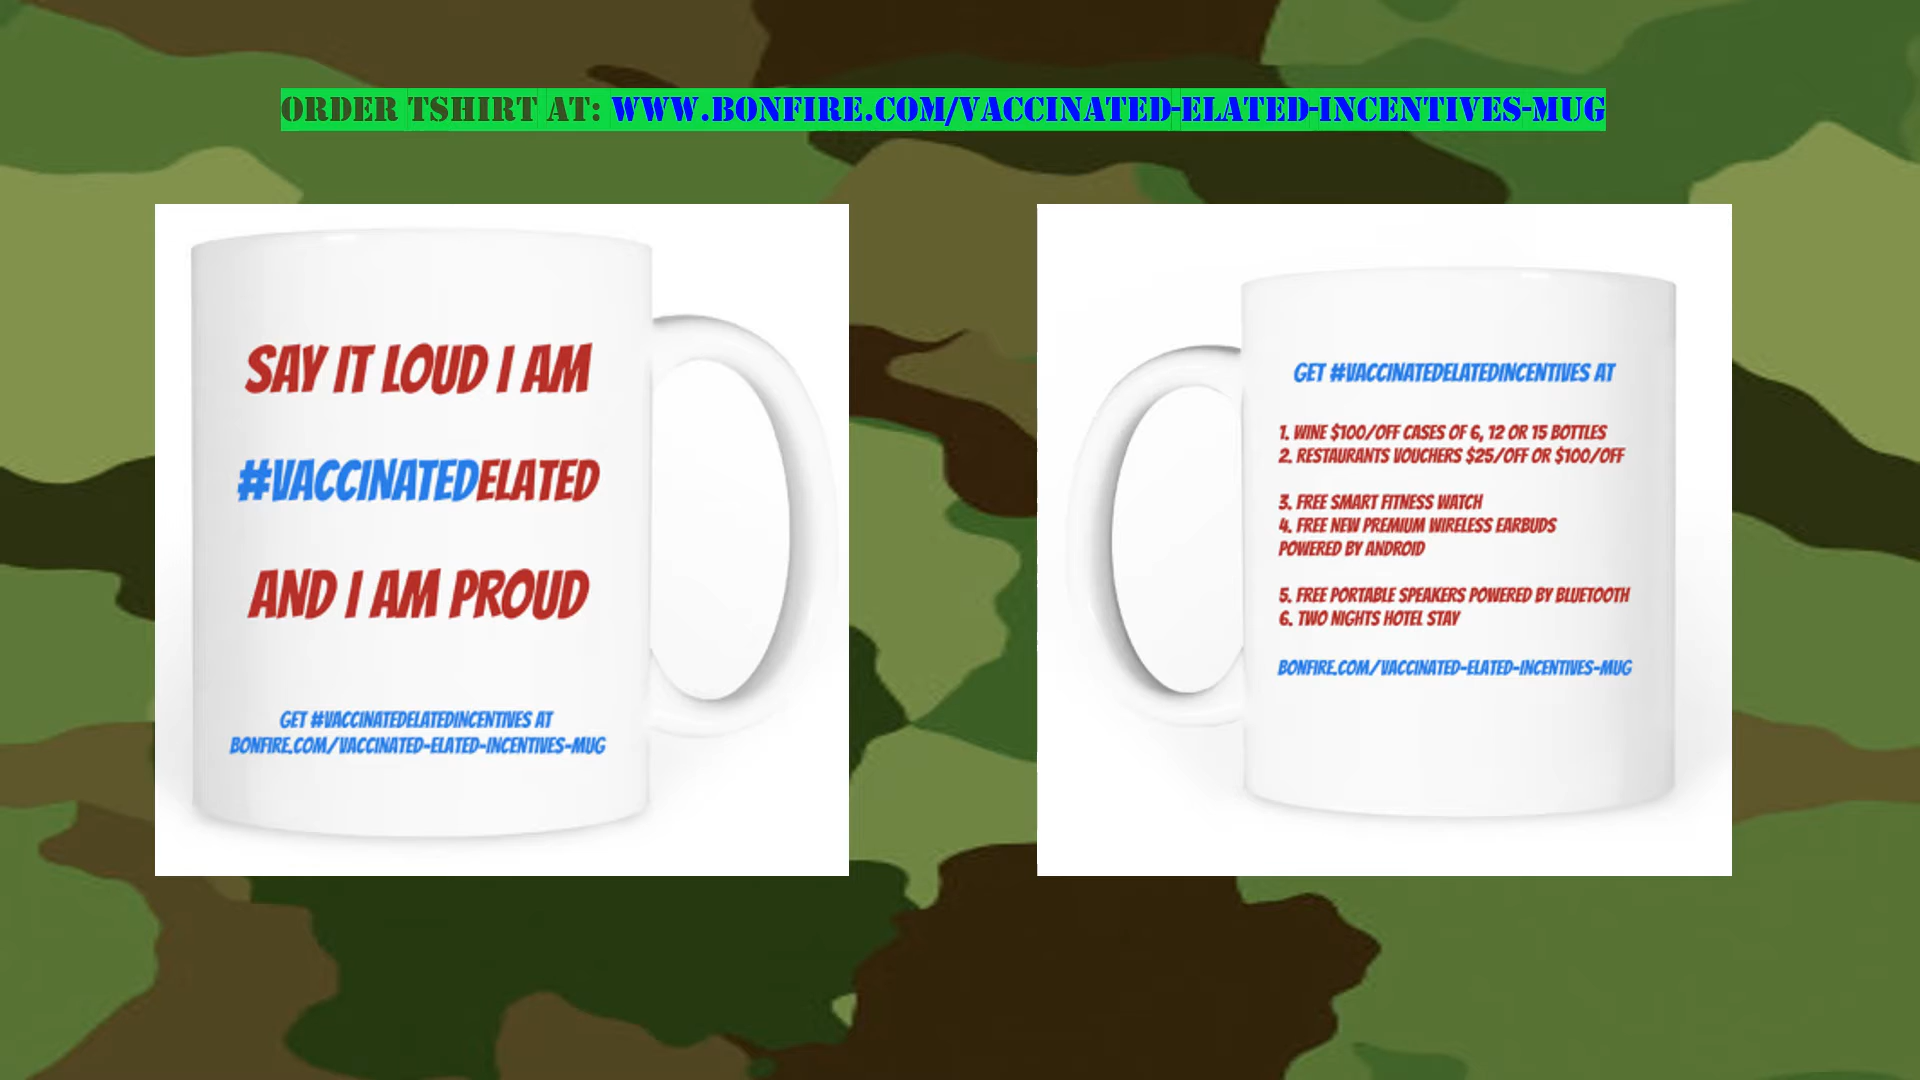 ORDER TSHIRT AT: WWW.BONFIRE.COM/VACCINATED-ELATED-INCENTIVES-MUG
SAY IT LOUD I AM
#VACCINATEDELATED
AND I AM PROUD
GET #VACCINATEDELATEDINCENTIVES AT
BONFIRE.COM/VACCINATED-ELATED-INCENTIVES-MUG
GET #VACCINATEDELATEDINCENTIVES AT
1. WINE $100/OFF CASES OF 6, 12 OR 15 BOTTLES
2. RESTAURANTS VOUCHERS $25/OFF OR $100/OFF
3. FREE SMART FITNESS WATCH
4. FREE NEW PREMIUM WIRELESS EARBUDS
POWERED BY ANDROID
5. FREE PORTABLE SPEAKERS POWERED BY BLUETOOTH
6. TWO NIGHTS HOTEL STAY
BONFIRE.COM/VACCINATED-ELATED-INCENTIVES-MUG